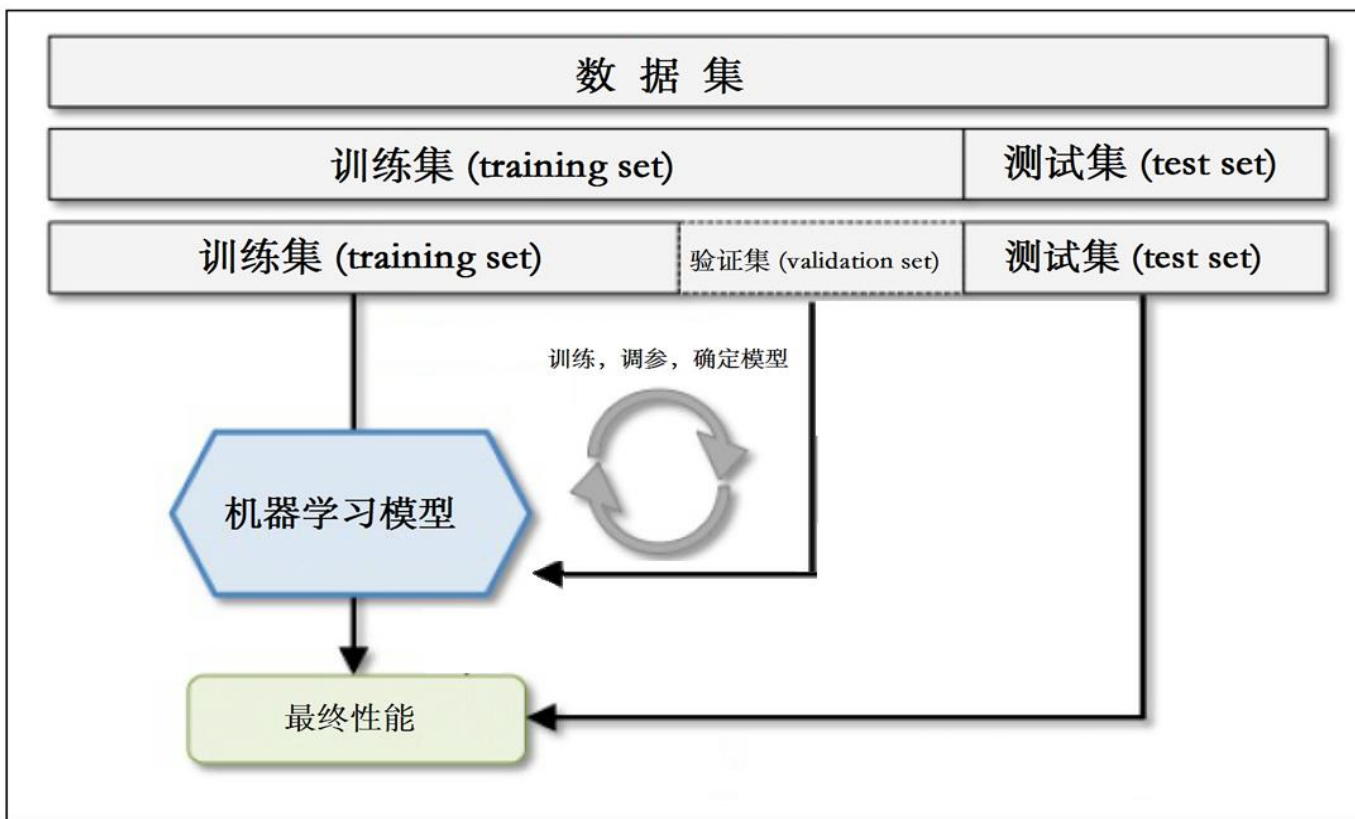 数 据 集
训练集 (training set)
测试集 (test set)
训练集 (training set)
验证集 (validation set)
测试集 (test set)
训练，调参，确定模型
机器学习模型
最终性能